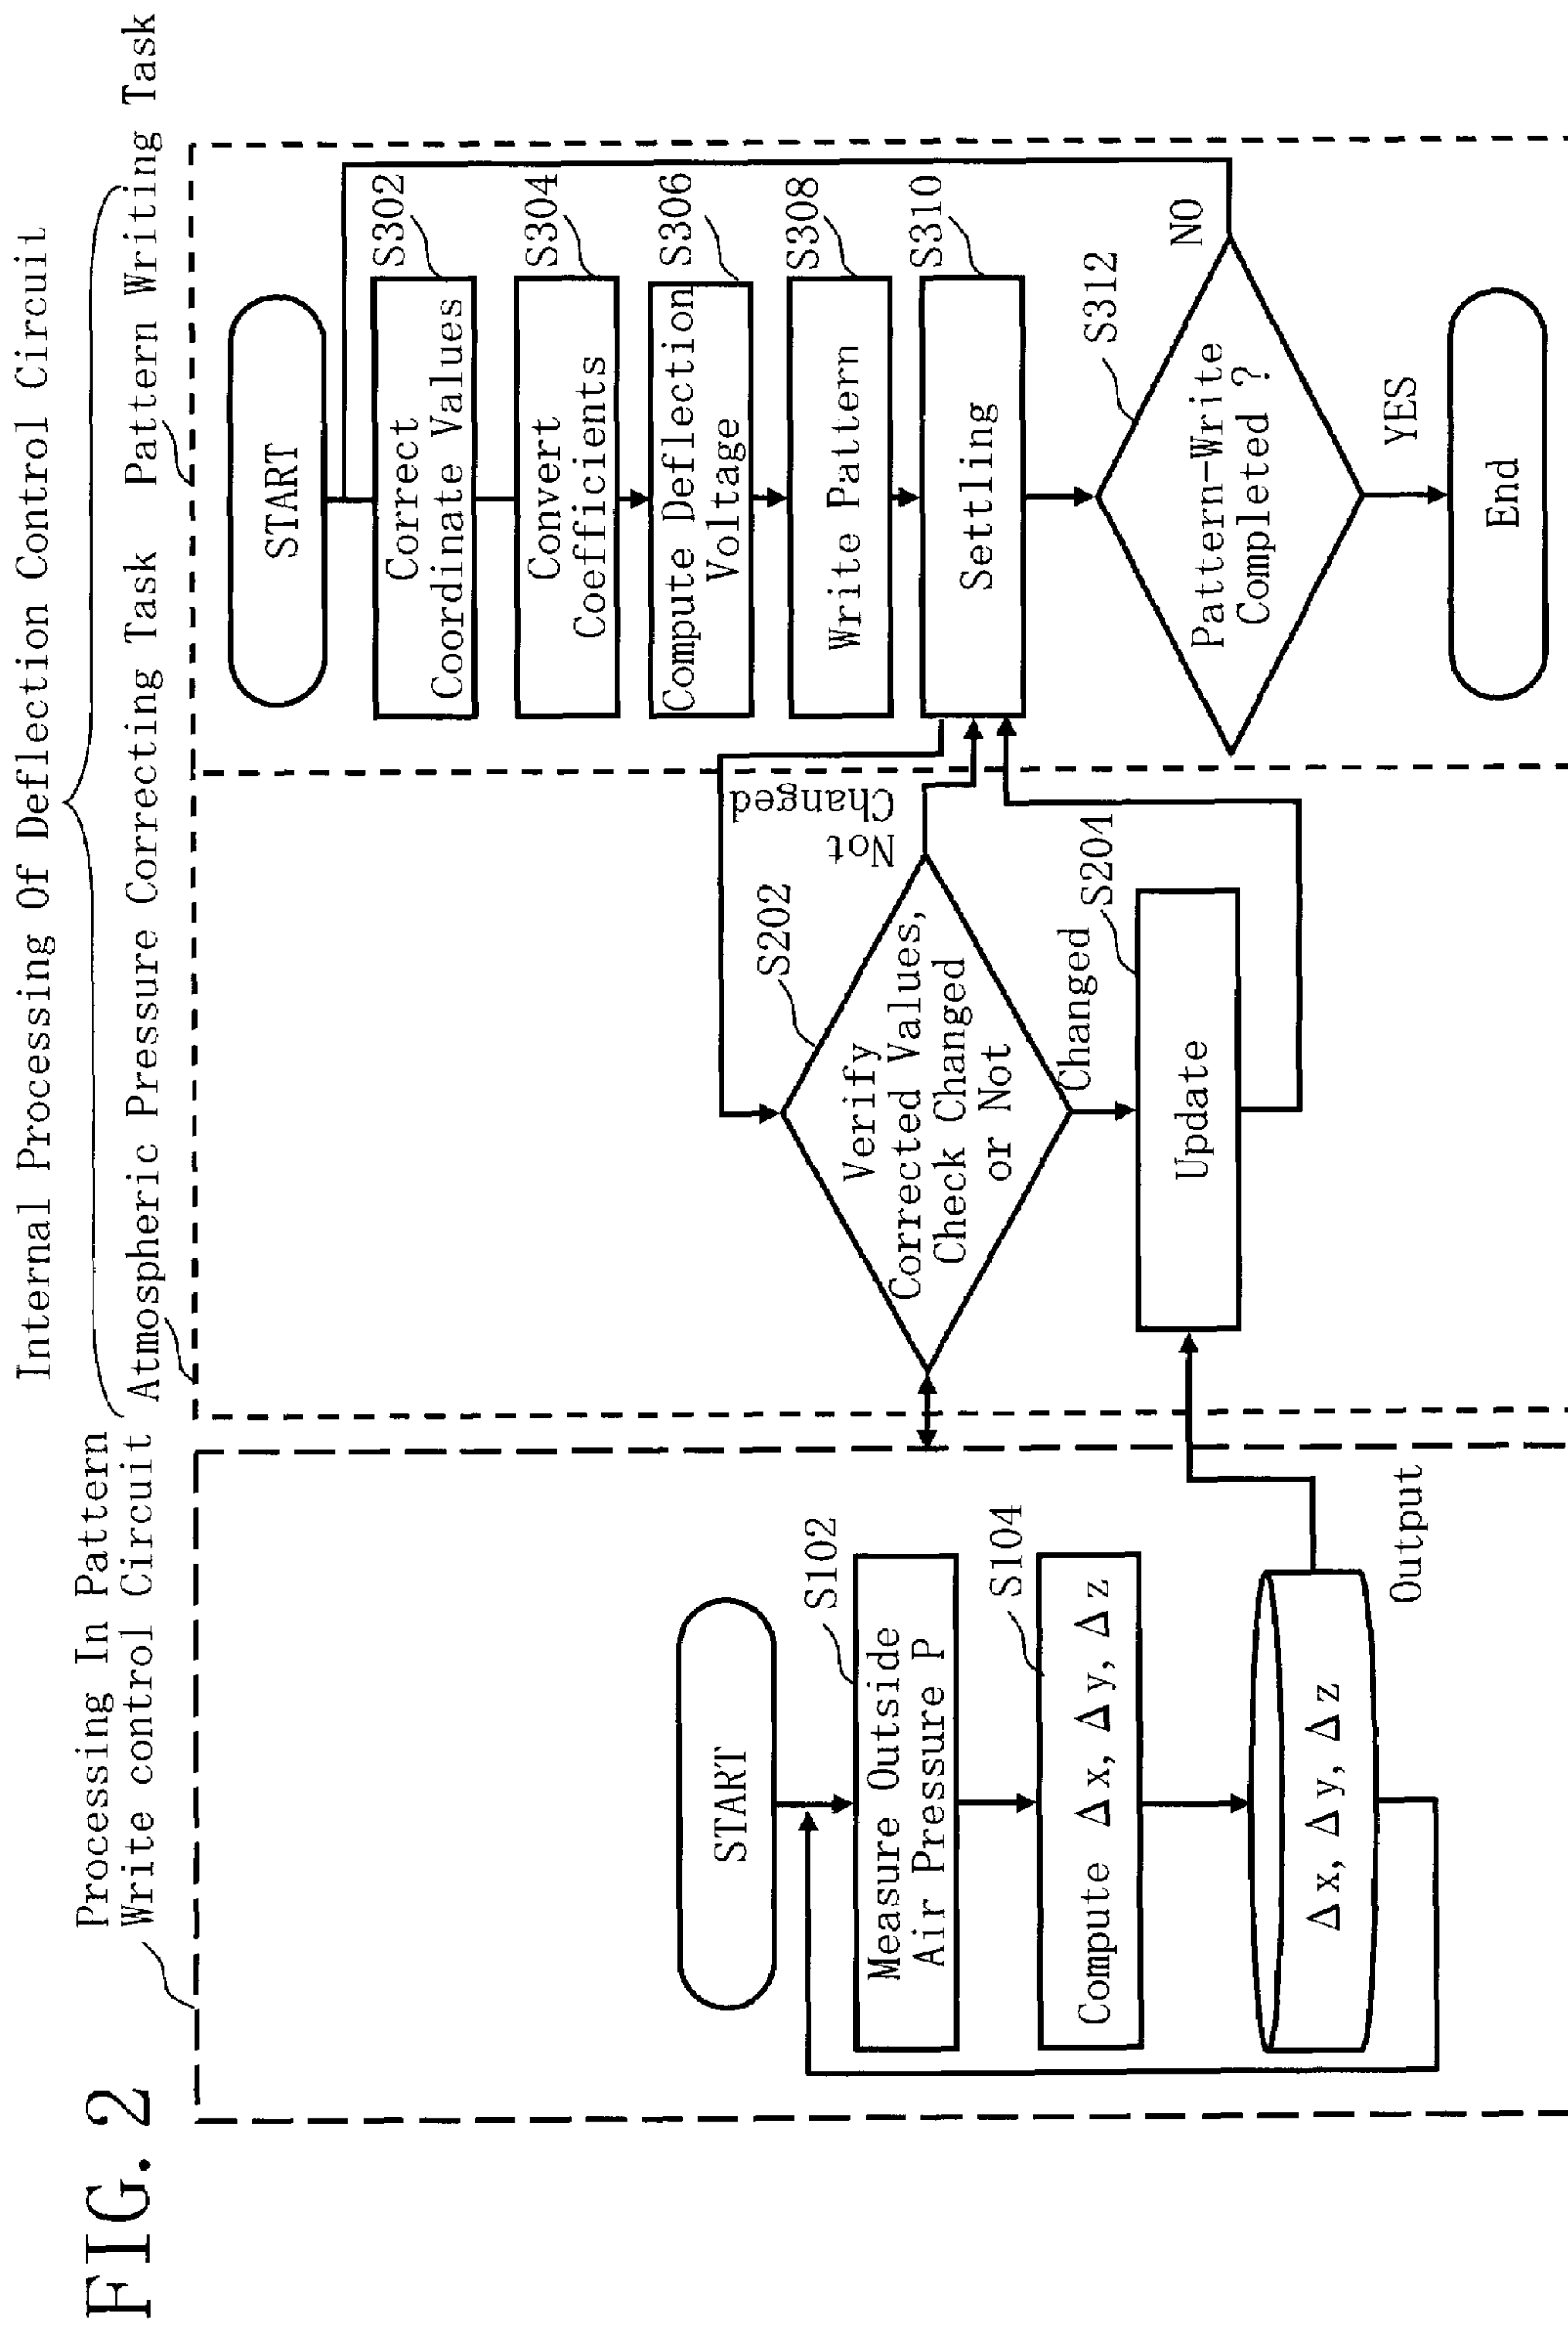 FIG. 2
Processing In Pattern
Write control Circuit
Internal Processing Of Deflection Control Circuit
Atmospheric Pressure Correcting Task
Pattern Writing Task
START
S102
Measure Outside
Air Pressure P
S104
Compute Δx, Δy, Δz
Δx, Δy, Δz
Output
S202
Verify
Corrected Values,
Check Changed
or Not
Not
Changed
Changed
S204
Update
START
S302
Correct
Coordinate Values
S304
Convert
Coefficients
S306
Compute Deflection
Voltage
S308
Write Pattern
S310
Settling
S312
Pattern-Write
Completed ?
NO
YES
End